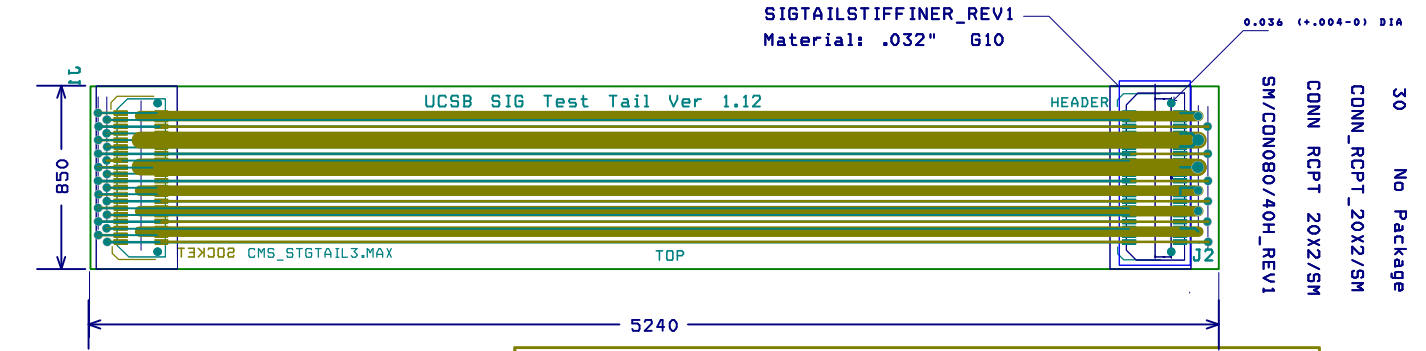 SIGTAILSTIFFINER_REV1
Material: .032" G10
0.036 (+.004-0) DIA
J1
UCSB SIG Test Tail Ver 1.12
HEADER
850
SOCKET
CMS_STGTAIL3.MAX
TOP
J2
5240
30 No Package
CONN_RCPT_20X2/SM
CONN RCPT 20X2/SM
SM/CON080/40H_REV1